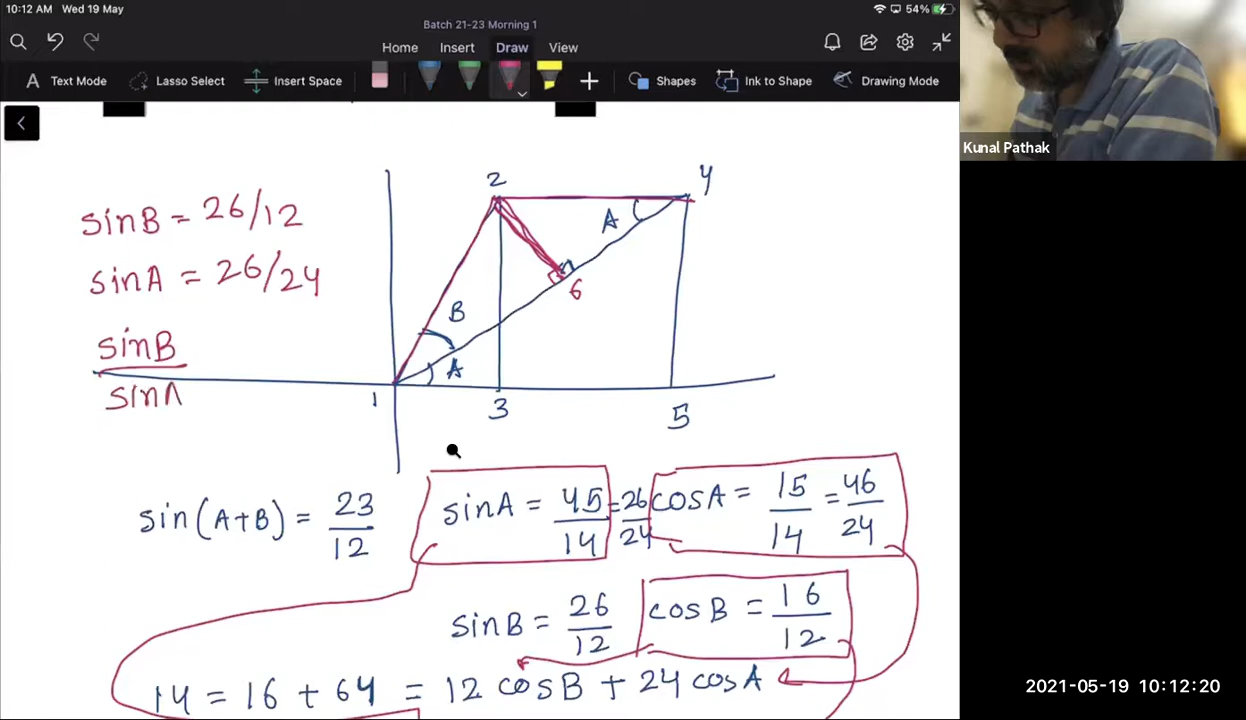 10:12 AM Wed 19 May
54%
Batch 21-23 Morning 1
Home Insert Draw View
A Text Mode Lasso Select Insert Space Shapes Ink to Shape Drawing Mode
Kunal Pathak
2 4
sinB = 26/12
A
sinA = 26/24
6
B
sinB
A
sinA
1 3 5
sin(A+B) = 23/12 sinA = 45/14 = 26/24 cosA = 15/14 = 46/24
sinB = 26/12 cosB = 16/12
14 = 16 + 64 = 12 cosB + 24 cosA
2021-05-19 10:12:20